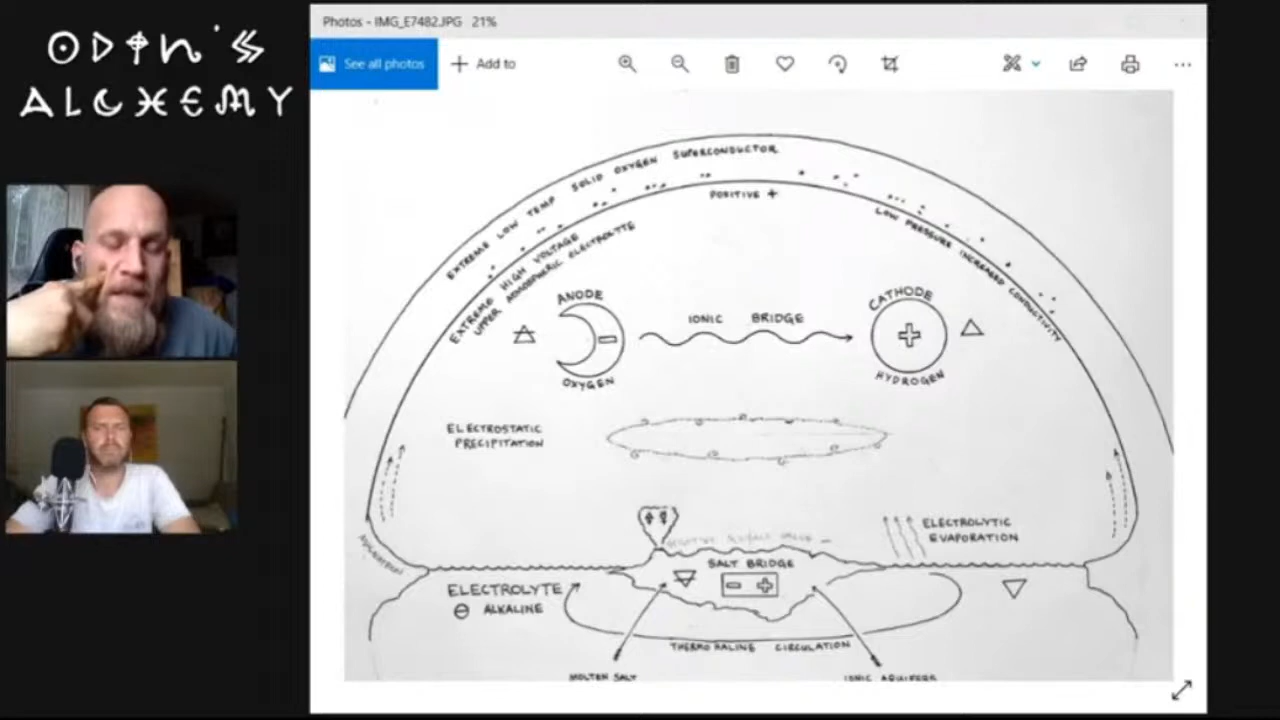 ODIN'S
ALCHEMY
Photos - IMG_E7482.JPG 21%
See all photos
Add to
EXTREME LOW TEMP SOLID OXYGEN SUPERCONDUCTOR
POSITIVE +
EXTREME HIGH VOLTAGE
UPPER ATMOSPHERIC ELECTROLYTE
LOW PRESSURE INCREASED CONDUCTIVITY
ANODE
CATHODE
IONIC BRIDGE
OXYGEN
HYDROGEN
ELECTROSTATIC
PRECIPITATION
ELECTROLYTIC
EVAPORATION
SURFACE
SALT BRIDGE
ELECTROLYTE
ALKALINE
THERMOHALINE CIRCULATION
MOLTEN SALT
IONIC AQUIFERS